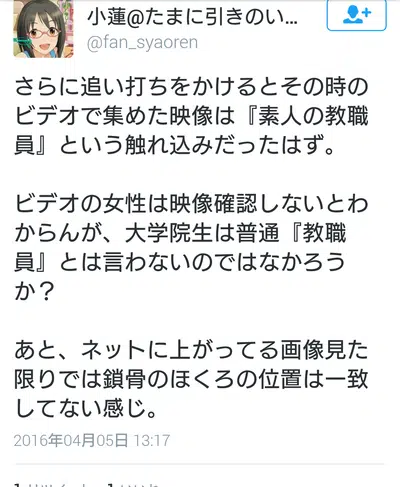 小蓮@たまに引きのい...
@fan_syaoren
さらに追い打ちをかけるとその時の
ビデオで集めた映像は『素人の教職
員』という触れ込みだったはず。
ビデオの女性は映像確認しないとわ
からんが、大学院生は普通『教職
員』とは言わないのではなかろう
か？
あと、ネットに上がってる画像見た
限りでは鎖骨のほくろの位置は一致
してない感じ。
2016年04月05日 13:17